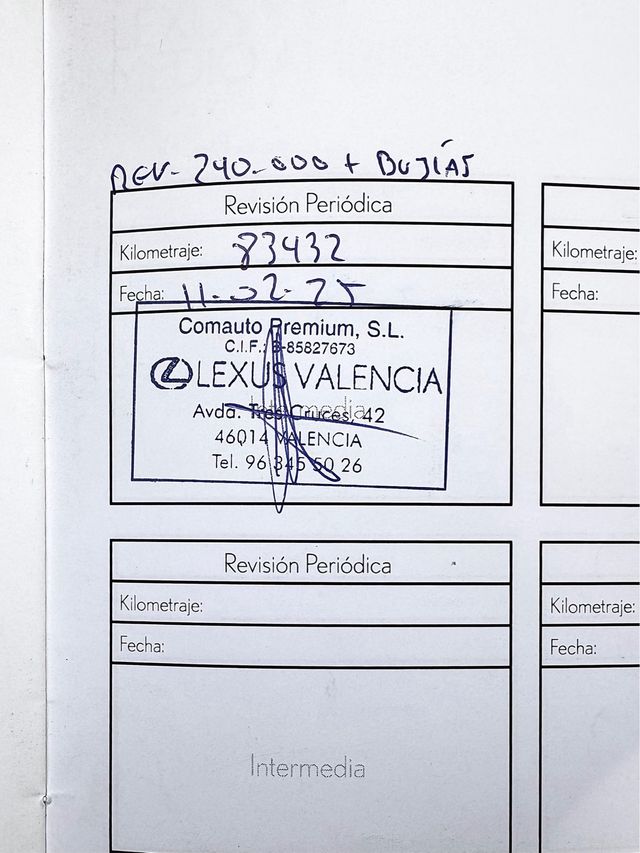 REV- 240.000 + BUJÍAS
Revisión Periódica
Kilometraje: 83432
Fecha: 11-02-25
Comauto Premium, S.L.
C.I.F.: B-85827673
LEXUS VALENCIA
Intermedia
Avda. Tres Cruces, 42
46014 VALENCIA
Tel. 96 345 50 26
Kilometraje:
Fecha:
Revisión Periódica
Kilometraje:
Fecha:
Intermedia
Kilometraje:
Fecha: